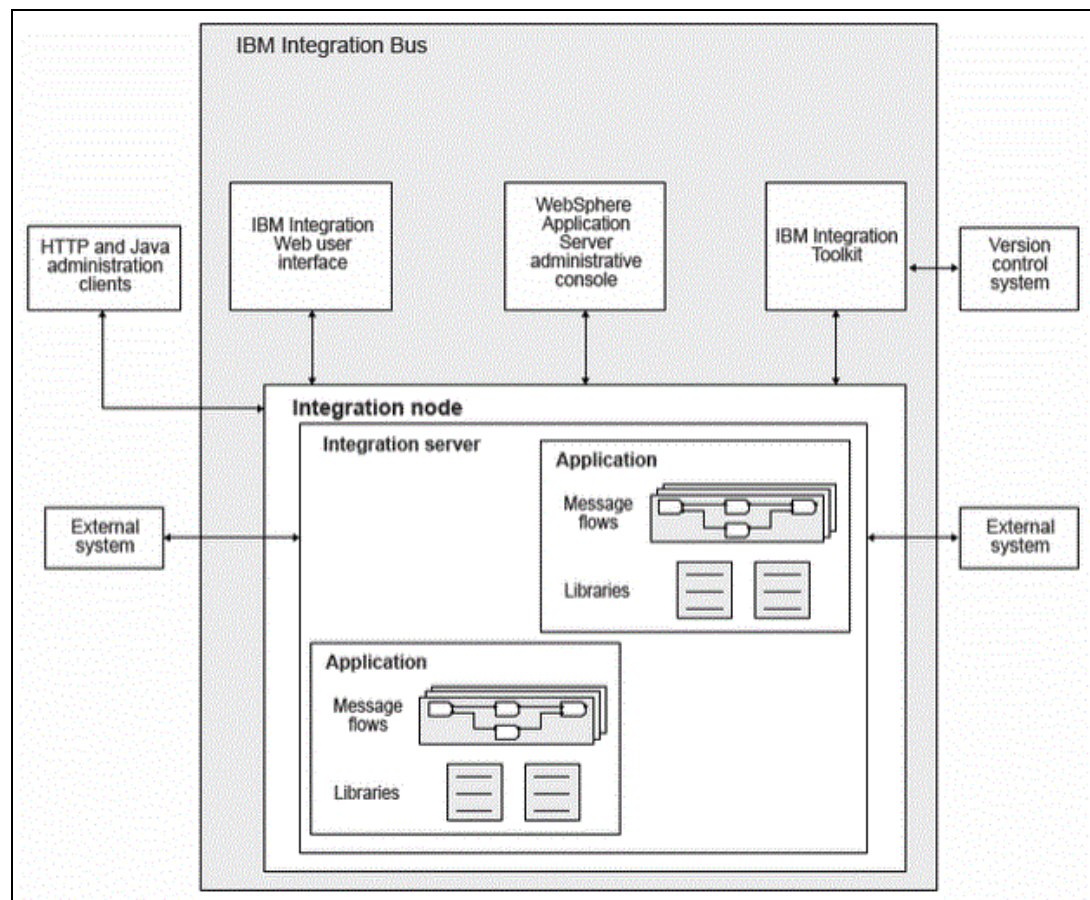 IBM Integration Bus
HTTP and Java
administration
clients
IBM Integration
Web user
interface
WebSphere
Application
Server
administrative
console
IBM Integration
Toolkit
Version
control
system
Integration node
Integration server
Application
Message
flows
Libraries
External
system
External
system
Application
Message
flows
Libraries